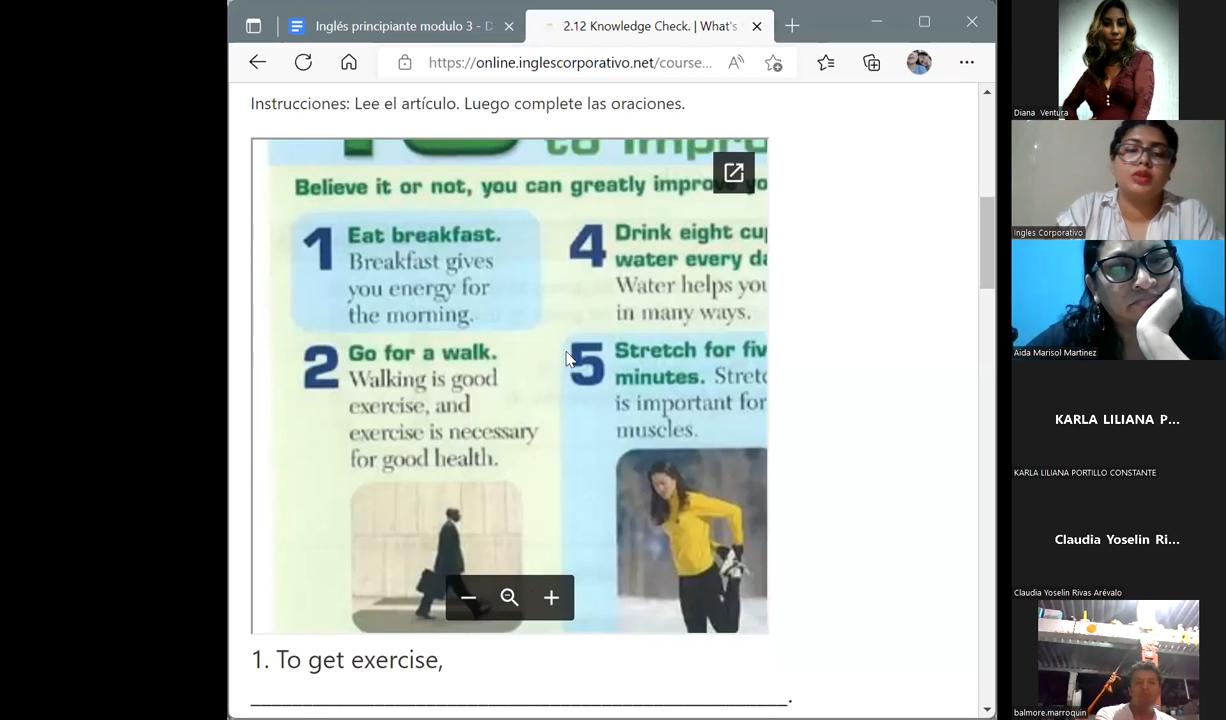 Inglés principiante modulo 3 - D
2.12 Knowledge Check. | What's
https://online.inglescorporativo.net/course...
Instrucciones: Lee el artículo. Luego complete las oraciones.
to impro
Believe it or not, you can greatly improve yo
1 Eat breakfast.
Breakfast gives
you energy for
the morning.
2 Go for a walk.
Walking is good
exercise, and
exercise is necessary
for good health.
4 Drink eight cup
water every da
Water helps you
in many ways.
5 Stretch for fiv
minutes. Stretc
is important for
muscles.
1. To get exercise,
.
Diana Ventura
Ingles Corporativo
Aida Marisol Martinez
KARLA LILIANA P...
KARLA LILIANA PORTILLO CONSTANTE
Claudia Yoselin Ri...
Claudia Yoselin Rivas Arévalo
balmore.marroquin